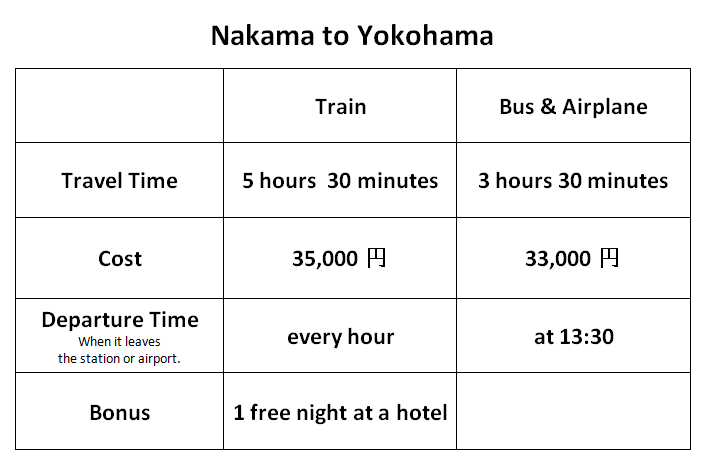 Nakama to Yokohama
Train
Bus & Airplane
Travel Time
5 hours 30 minutes
3 hours 30 minutes
Cost
35,000 円
33,000 円
Departure Time
When it leaves
the station or airport.
every hour
at 13:30
Bonus
1 free night at a hotel